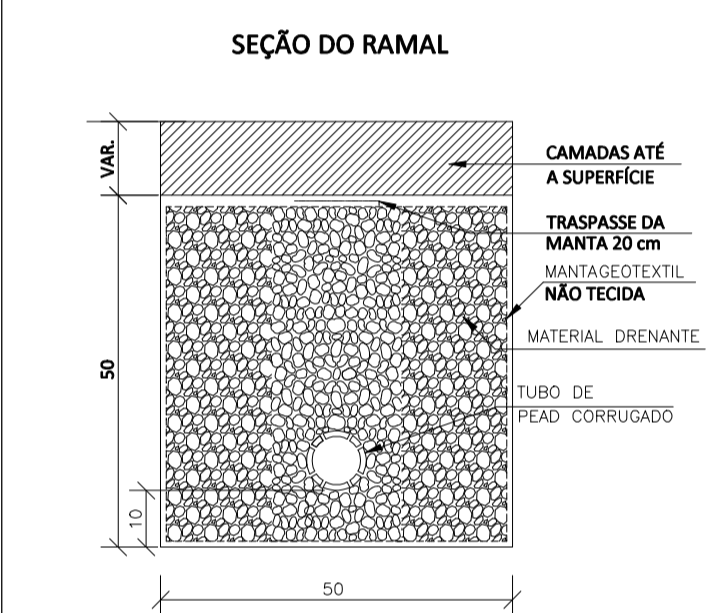 SEÇÃO DO RAMAL
VAR.
CAMADAS ATÉ
A SUPERFÍCIE
TRASPASSE DA
MANTA 20 cm
MANTAGEOTEXTIL
NÃO TECIDA
MATERIAL DRENANTE
50
TUBO DE
PEAD CORRUGADO
10
50